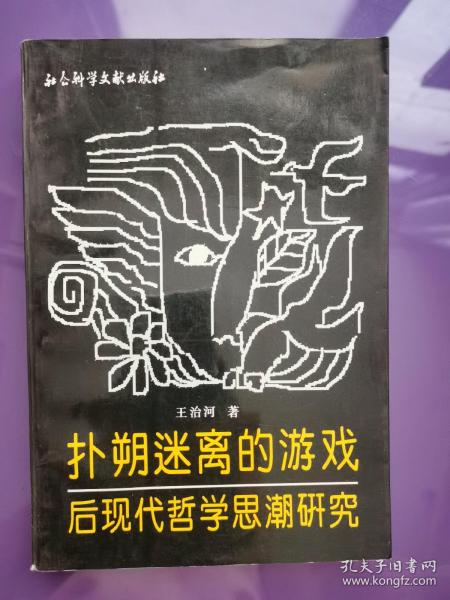 社会科学文献出版社
王治河 著
扑朔迷离的游戏
后现代哲学思潮研究
孔夫子旧书网
www.kongfz.com